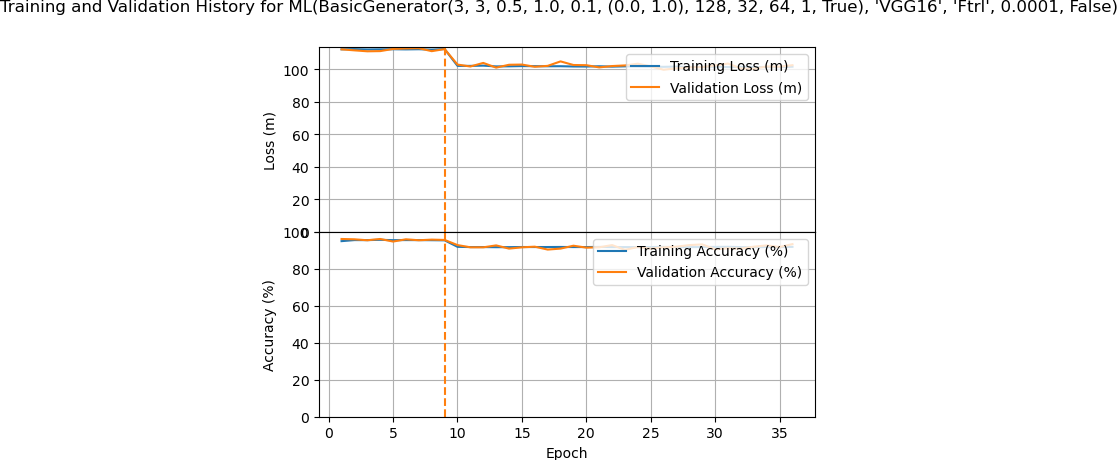 Training and Validation History for ML(BasicGenerator(3, 3, 0.5, 1.0, 0.1, (0.0, 1.0), 128, 32, 64, 1, True), 'VGG16', 'Ftrl', 0.0001, False)
Loss (m)
100
80
60
40
20
0
Training Loss (m)
Validation Loss (m)
Accuracy (%)
100
80
60
40
20
0
Training Accuracy (%)
Validation Accuracy (%)
0 5 10 15 20 25 30 35
Epoch